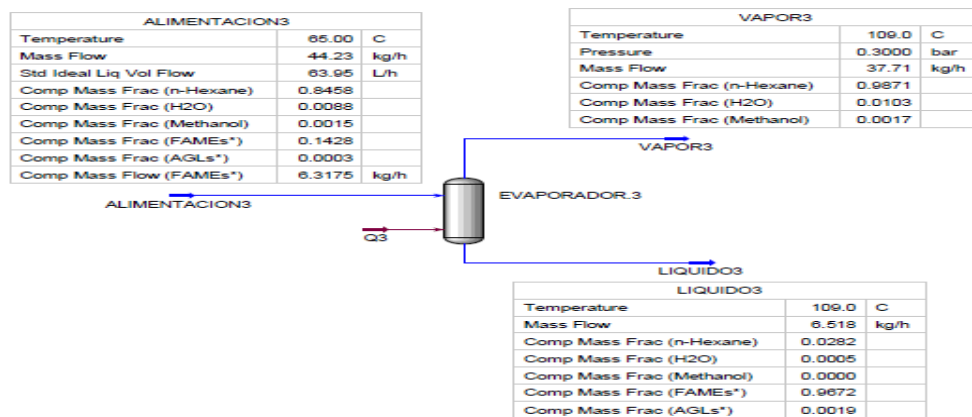 ALIMENTACION3
Temperature 65.00 C
Mass Flow 44.23 kg/h
Std Ideal Liq Vol Flow 63.95 L/h
Comp Mass Frac (n-Hexane) 0.8458
Comp Mass Frac (H2O) 0.0088
Comp Mass Frac (Methanol) 0.0015
Comp Mass Frac (FAMEs*) 0.1428
Comp Mass Frac (AGLs*) 0.0003
Comp Mass Flow (FAMEs*) 6.3175 kg/h
VAPOR3
Temperature 109.0 C
Pressure 0.3000 bar
Mass Flow 37.71 kg/h
Comp Mass Frac (n-Hexane) 0.9871
Comp Mass Frac (H2O) 0.0103
Comp Mass Frac (Methanol) 0.0017
VAPOR3
ALIMENTACION3
EVAPORADOR.3
Q3
LIQUIDO3
LIQUIDO3
Temperature 109.0 C
Mass Flow 6.518 kg/h
Comp Mass Frac (n-Hexane) 0.0282
Comp Mass Frac (H2O) 0.0005
Comp Mass Frac (Methanol) 0.0000
Comp Mass Frac (FAMEs*) 0.9672
Comp Mass Frac (AGLs*) 0.0019